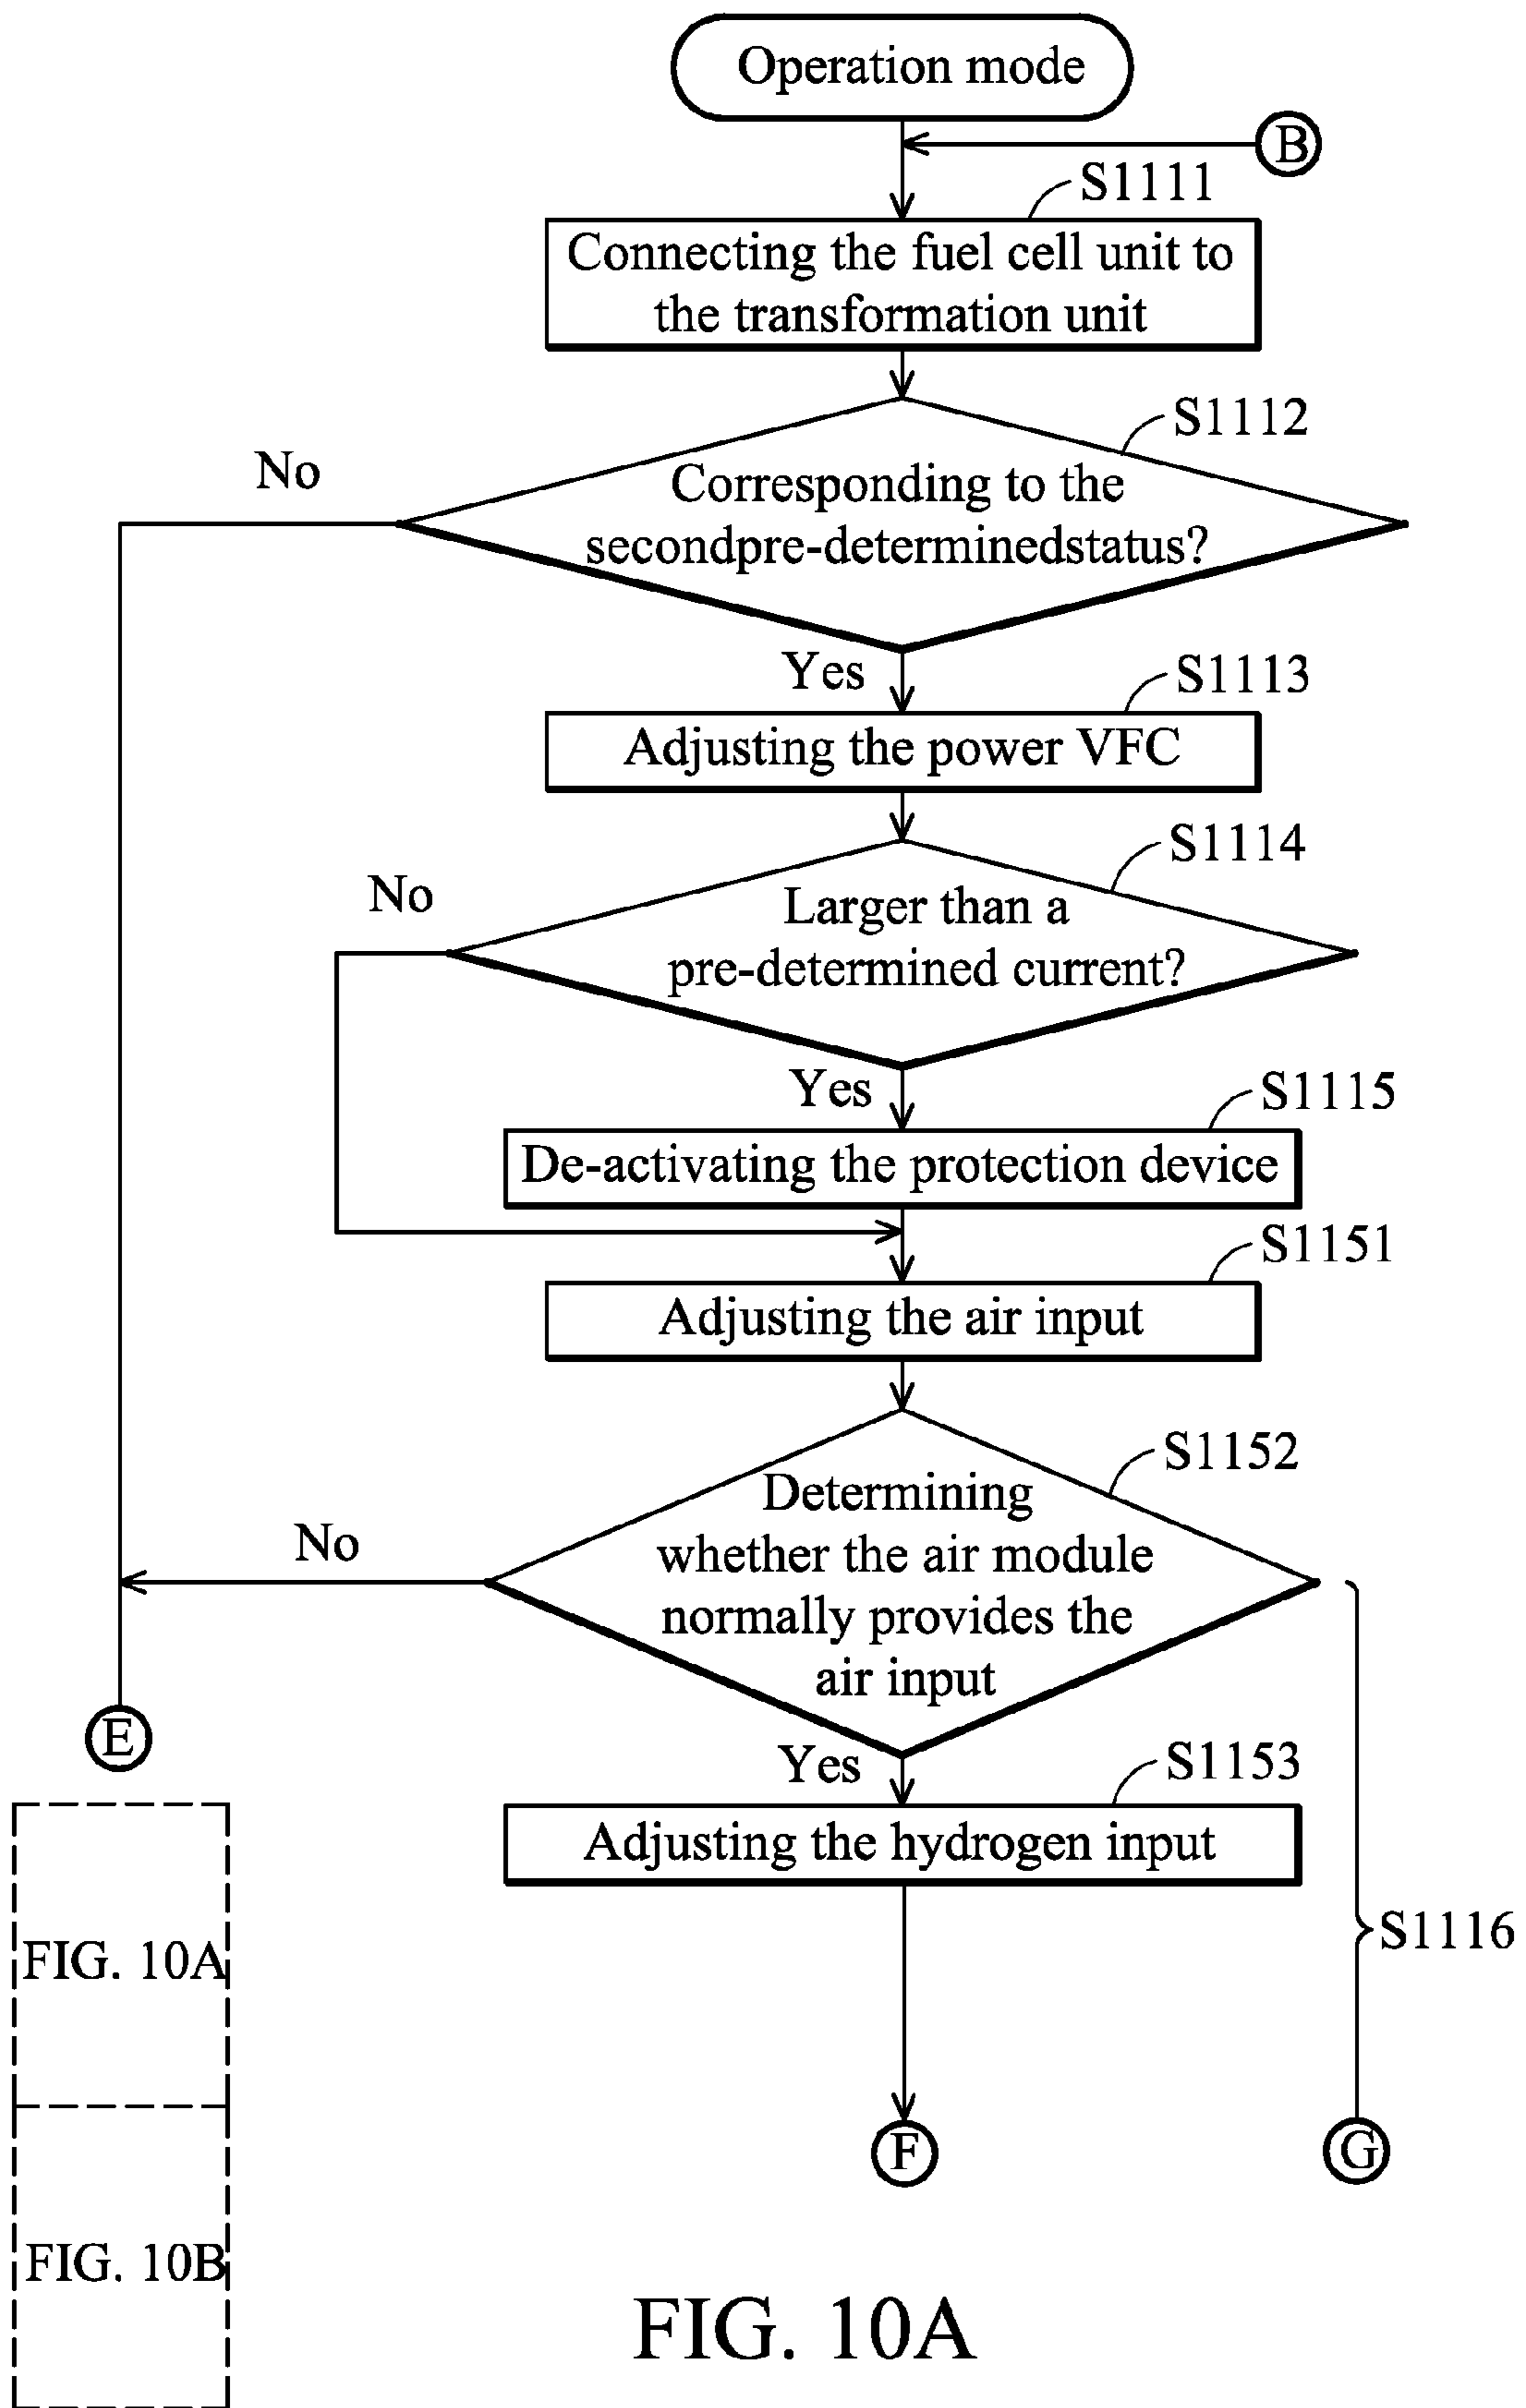 Operation mode
B
S1111
Connecting the fuel cell unit to
the transformation unit
S1112
No
Corresponding to the
secondpre-determinedstatus?
Yes
S1113
Adjusting the power VFC
S1114
No
Larger than a
pre-determined current?
Yes
S1115
De-activating the protection device
S1151
Adjusting the air input
S1152
No
Determining
whether the air module
normally provides the
air input
E
Yes
S1153
Adjusting the hydrogen input
S1116
FIG. 10A
F
G
FIG. 10B
FIG. 10A